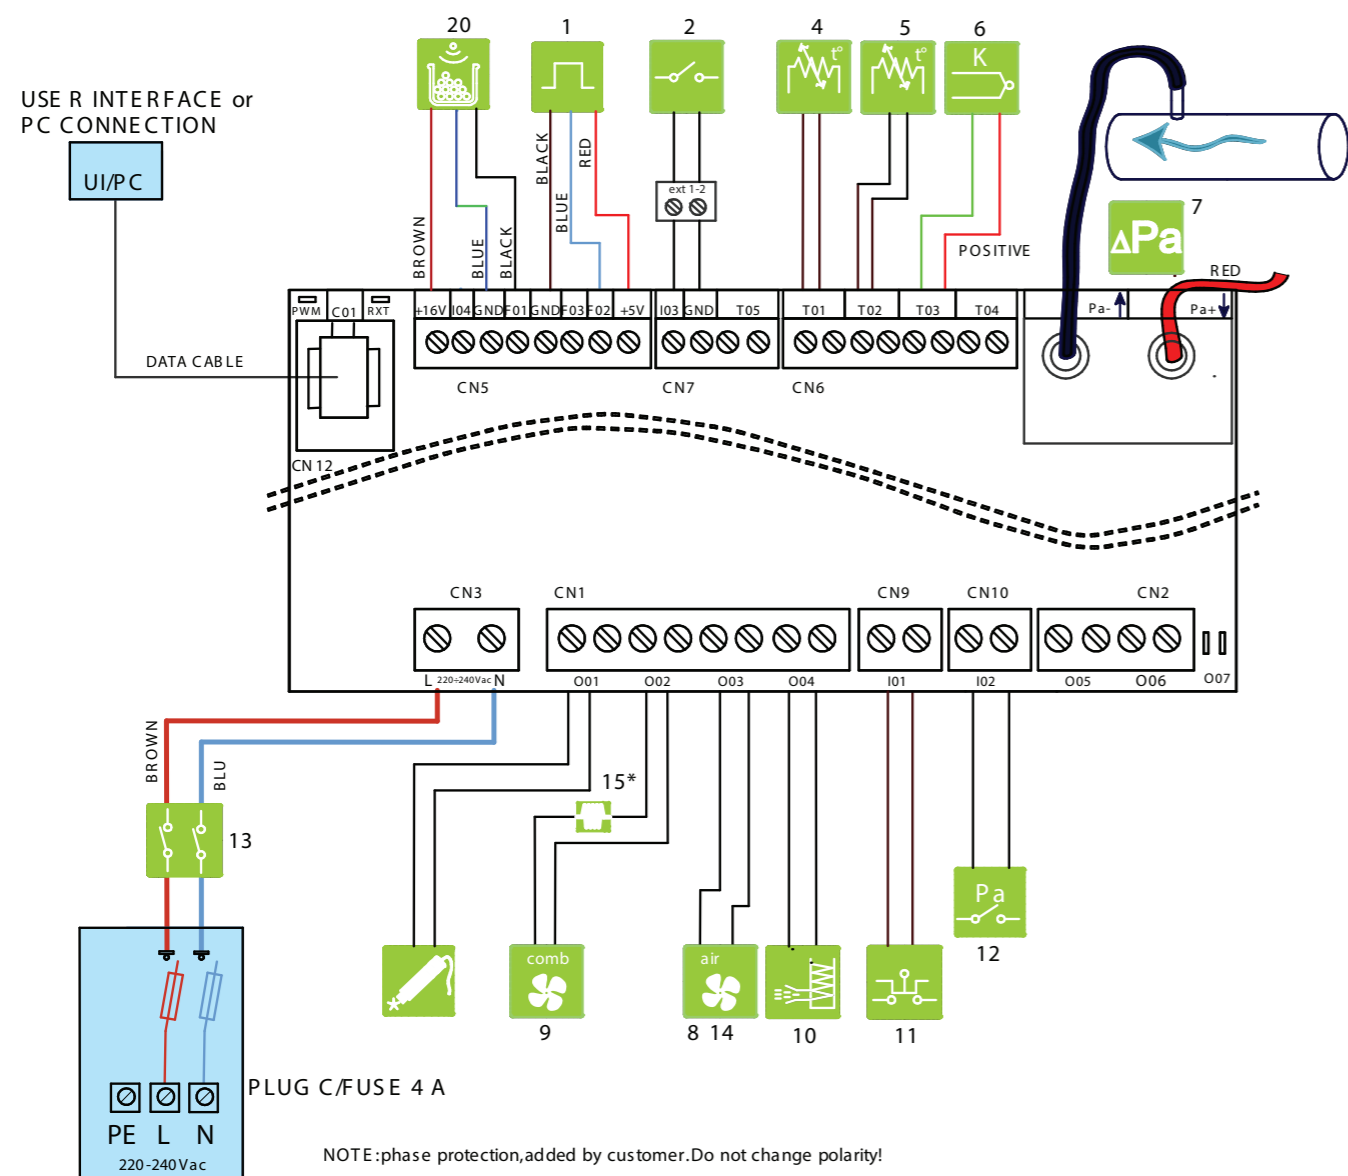 20
1
2
4
5
6
USE R INTERFACE or
PC CONNECTION
UI/PC
t°
t°
K
BROWN
BLUE
BLACK
BLACK
BLUE
RED
ext 1-2
POSITIVE
7
ΔPa
RED
PWM C01 RXT
+16V I04 GND F01 GND F03 F02 +5V
I03 GND T05
T01 T02 T03 T04
Pa- Pa+
DATA CABLE
CN5
CN7
CN6
CN 12
CN3
CN1
CN9
CN10
CN2
L 220÷240Vac N
O01 O02 O03 O04
I01
I02
O05 O06
O07
BROWN
BLU
13
15*
Pa
12
comb
9
air
8 14
10
11
PLUG C/FUSE 4 A
PE L N
220-240Vac
NOTE:phase protection,added by customer.Do not change polarity!